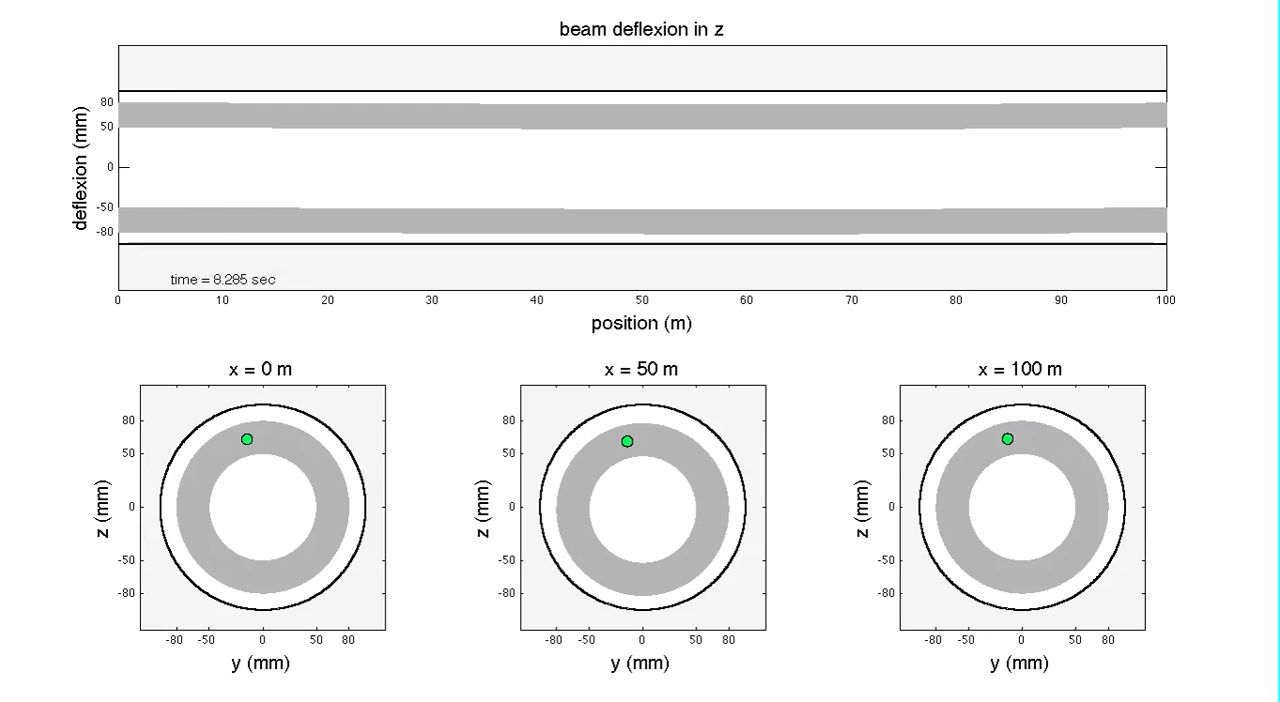 beam deflexion in z
deflexion (mm)
80
50
0
-50
-80
time = 8.285 sec
0 10 20 30 40 50 60 70 80 90 100
position (m)
x = 0 m
z (mm)
80
50
0
-50
-80
-80 -50 0 50 80
y (mm)
x = 50 m
z (mm)
80
50
0
-50
-80
-80 -50 0 50 80
y (mm)
x = 100 m
z (mm)
80
50
0
-50
-80
-80 -50 0 50 80
y (mm)